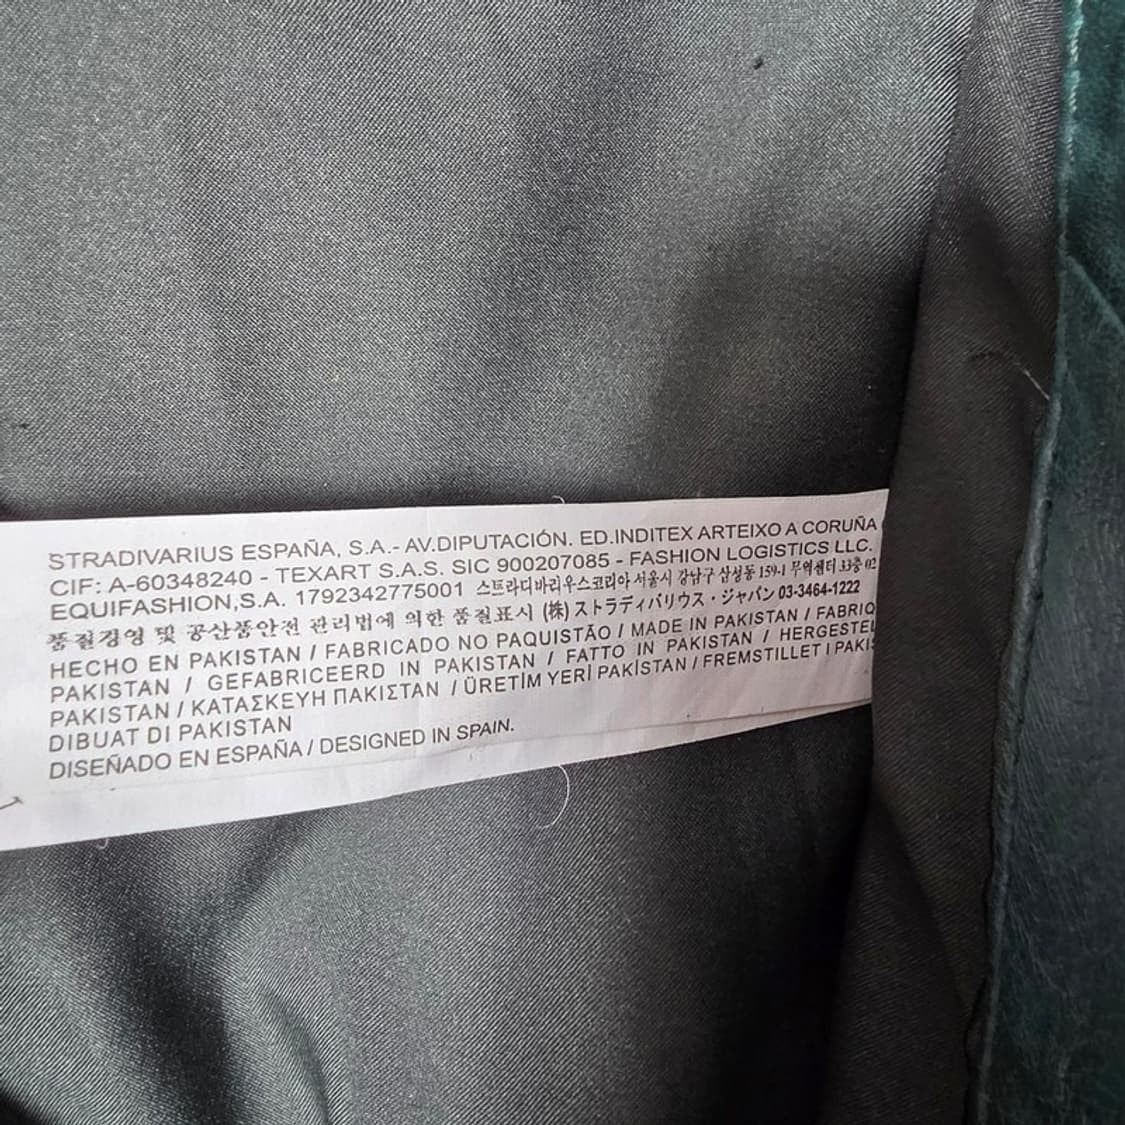 STRADIVARIUS ESPAÑA, S.A.- AV.DIPUTACIÓN. ED.INDITEX ARTEIXO A CORUÑA
CIF: A-60348240 - TEXART S.A.S. SIC 900207085 - FASHION LOGISTICS LLC.
EQUIFASHION,S.A. 1792342775001 스트라디바리우스코리아 서울시 강남구 삼성동 159-1 무역센터 33층 02
품질경영 및 공산품안전 관리법에 의한 품질표시 (株) ストラディバリウス・ジャパン 03-3464-1222
HECHO EN PAKISTAN / FABRICADO NO PAQUISTÃO / MADE IN PAKISTAN / FABRIQ
PAKISTAN / GEFABRICEERD IN PAKISTAN / FATTO IN PAKISTAN / HERGESTEL
PAKISTAN / ΚΑΤΑΣΚΕΥΗ ΠΑΚΙΣΤΑΝ / ÜRETİM YERİ PAKİSTAN / FREMSTILLET I PAKIS
DIBUAT DI PAKISTAN
DISEÑADO EN ESPAÑA / DESIGNED IN SPAIN.